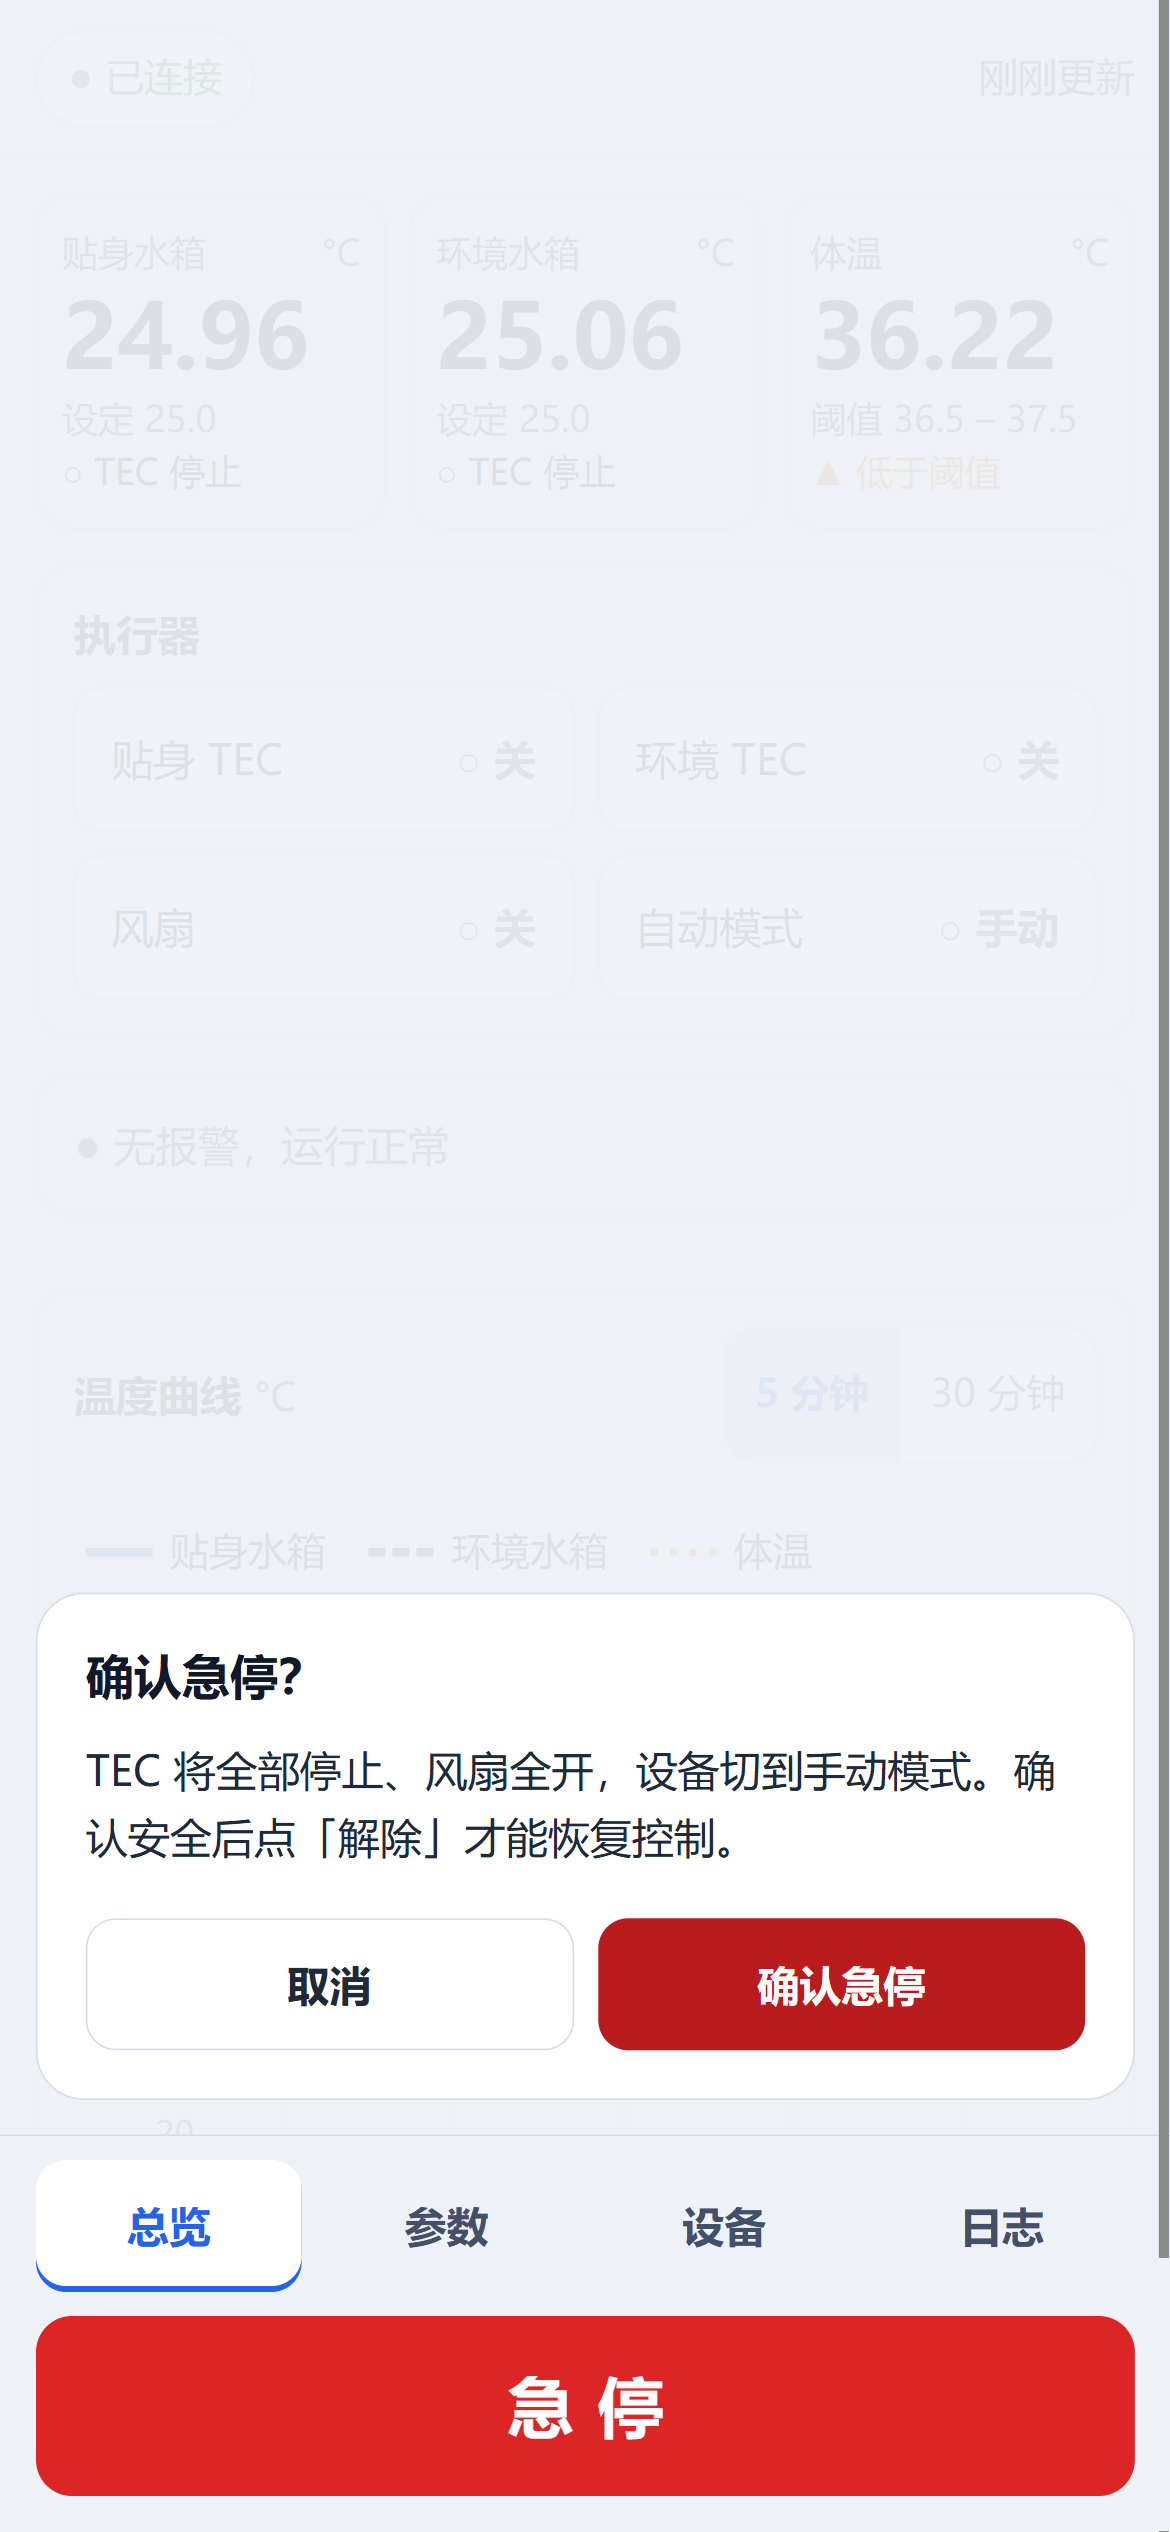 已连接
刚刚更新
贴身水箱 °C
24.96
设定 25.0
TEC 停止
环境水箱 °C
25.06
设定 25.0
TEC 停止
体温 °C
36.22
阈值 36.5 – 37.5
▲ 低于阈值
执行器
贴身 TEC ○ 关
环境 TEC ○ 关
风扇 ○ 关
自动模式 ○ 手动
无报警，运行正常
温度曲线 °C
5 分钟
30 分钟
贴身水箱
环境水箱
体温
确认急停？
TEC 将全部停止、风扇全开，设备切到手动模式。确
认安全后点「解除」才能恢复控制。
取消
确认急停
20
总览
参数
设备
日志
急 停